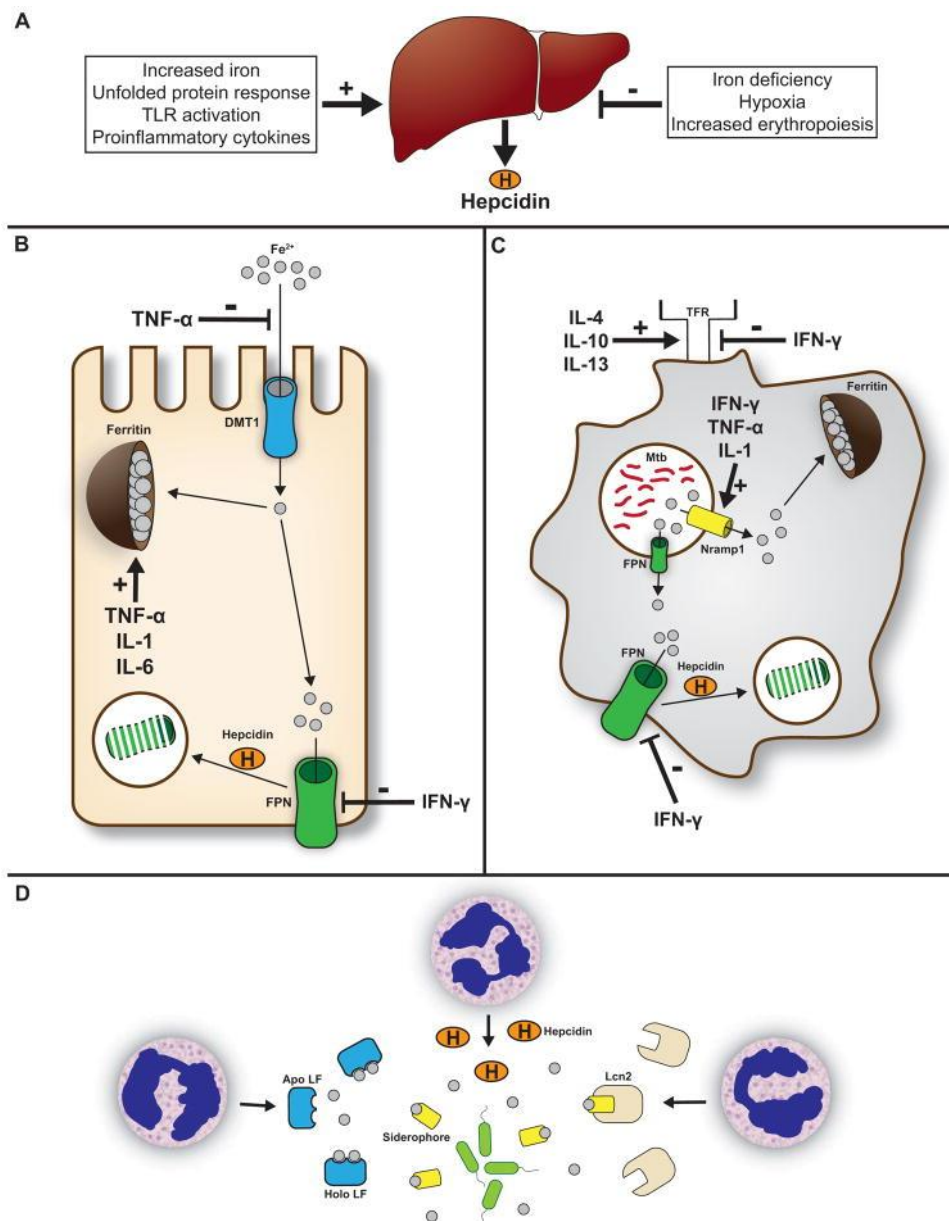 A
Increased iron
Unfolded protein response
TLR activation
Proinflammatory cytokines
+
-
Iron deficiency
Hypoxia
Increased erythropoiesis
H
Hepcidin
B
Fe²⁺
TNF-α
-
DMT1
Ferritin
+
TNF-α
IL-1
IL-6
Hepcidin
H
FPN
-
IFN-γ
C
TFR
IL-4
IL-10
IL-13
+
-
IFN-γ
Ferritin
IFN-γ
TNF-α
IL-1
+
Mtb
Nramp1
FPN
FPN
Hepcidin
H
-
IFN-γ
D
H
H
Hepcidin
H
Apo LF
Lcn2
Siderophore
Holo LF